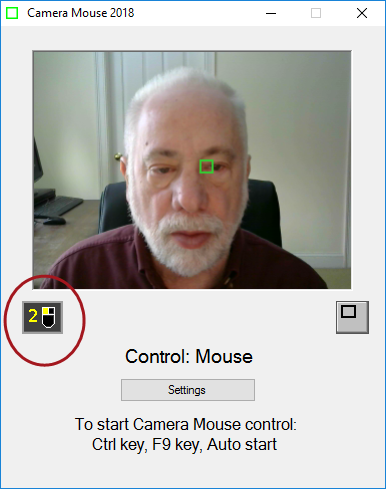 Camera Mouse 2018
2
Control: Mouse
Settings
To start Camera Mouse control:
Ctrl key, F9 key, Auto start